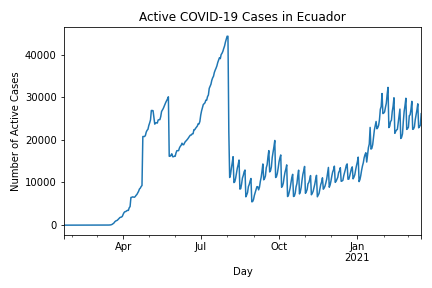 Active COVID-19 Cases in Ecuador
Number of Active Cases
40000
30000
20000
10000
0
Apr
Jul
Oct
Jan
2021
Day